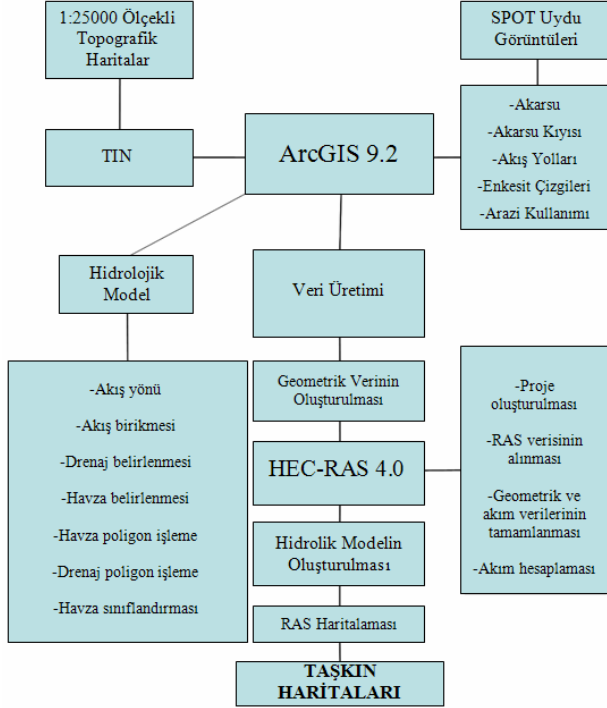 1:25000 Ölçekli
Topografik
Haritalar
SPOT Uydu
Görüntüleri
TIN
ArcGIS 9.2
-Akarsu
-Akarsu Kıyısı
-Akış Yolları
-Enkesit Çizgileri
-Arazi Kullanımı
Hidrolojik
Model
Veri Üretimi
-Akış yönü
-Akış birikmesi
-Drenaj belirlenmesi
-Havza belirlenmesi
-Havza poligon işleme
-Drenaj poligon işleme
-Havza sınıflandırması
Geometrik Verinin
Oluşturulması
HEC-RAS 4.0
-Proje
oluşturulması
-RAS verisinin
alınması
-Geometrik ve
akım verilerinin
tamamlanması
-Akım hesaplaması
Hidrolik Modelin
Oluşturulması
RAS Haritalaması
TAŞKIN
HARİTALARI